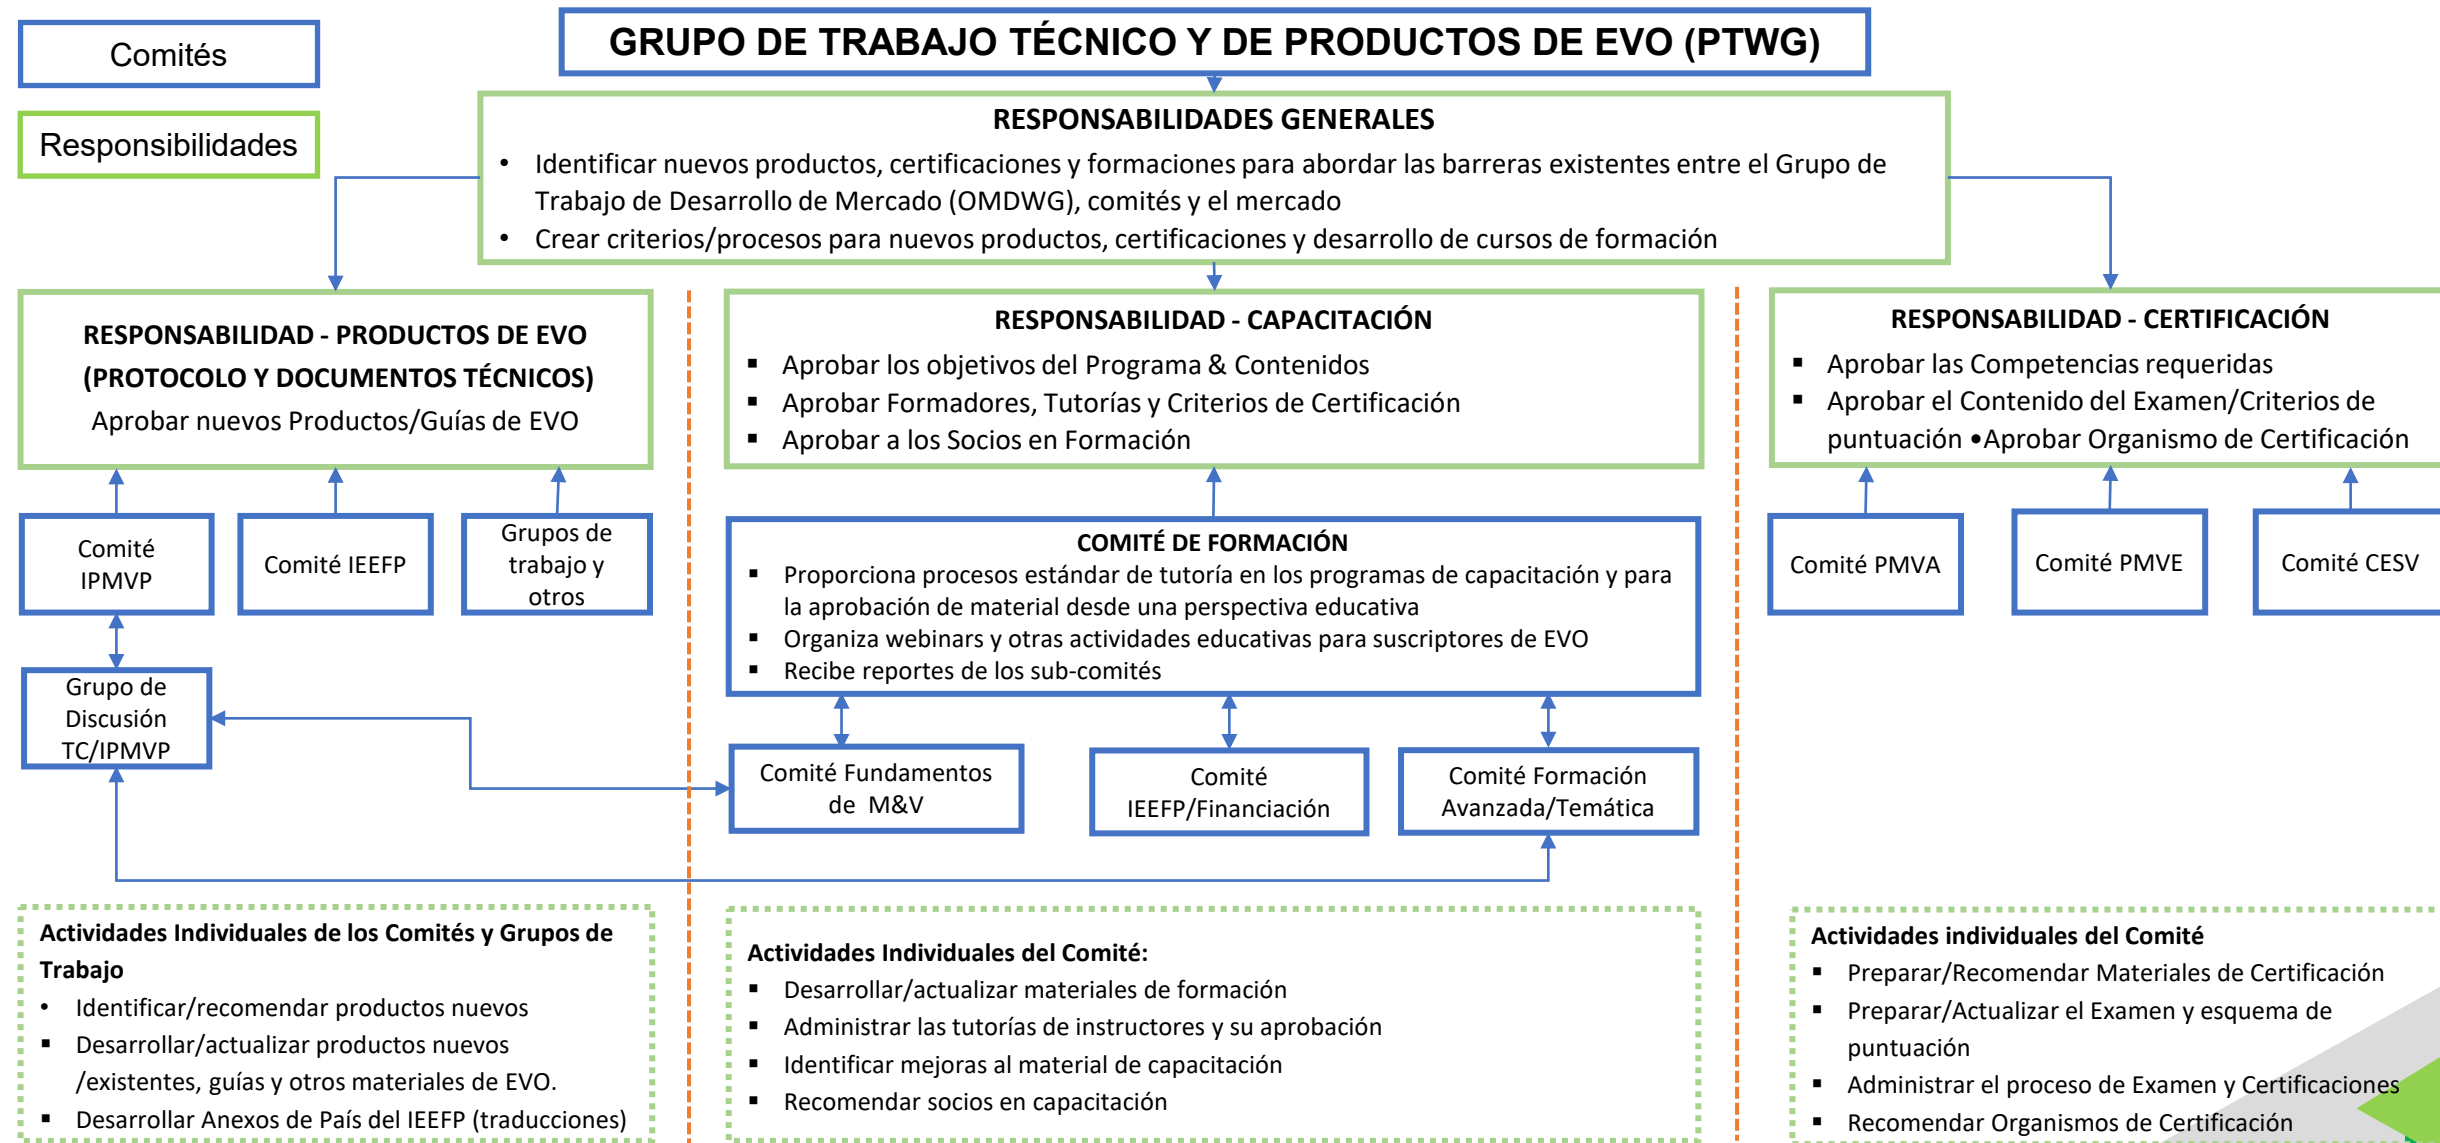 Comités
Responsibilidades
GRUPO DE TRABAJO TÉCNICO Y DE PRODUCTOS DE EVO (PTWG)
RESPONSABILIDADES GENERALES
• Identificar nuevos productos, certificaciones y formaciones para abordar las barreras existentes entre el Grupo de
Trabajo de Desarrollo de Mercado (OMDWG), comités y el mercado
• Crear criterios/procesos para nuevos productos, certificaciones y desarrollo de cursos de formación
RESPONSABILIDAD - PRODUCTOS DE EVO
(PROTOCOLO Y DOCUMENTOS TÉCNICOS)
Aprobar nuevos Productos/Guías de EVO
Comité
IPMVP
Comité IEEFP
Grupos de
trabajo y
otros
Grupo de
Discusión
TC/IPMVP
Actividades Individuales de los Comités y Grupos de
Trabajo
• Identificar/recomendar productos nuevos
▪ Desarrollar/actualizar productos nuevos
/existentes, guías y otros materiales de EVO.
▪ Desarrollar Anexos de País del IEEFP (traducciones)
RESPONSABILIDAD - CAPACITACIÓN
▪ Aprobar los objetivos del Programa & Contenidos
▪ Aprobar Formadores, Tutorías y Criterios de Certificación
▪ Aprobar a los Socios en Formación
COMITÉ DE FORMACIÓN
▪ Proporciona procesos estándar de tutoría en los programas de capacitación y para
la aprobación de material desde una perspectiva educativa
▪ Organiza webinars y otras actividades educativas para suscriptores de EVO
▪ Recibe reportes de los sub-comités
Comité Fundamentos
de M&V
Comité
IEEFP/Financiación
Comité Formación
Avanzada/Temática
Actividades Individuales del Comité:
▪ Desarrollar/actualizar materiales de formación
▪ Administrar las tutorías de instructores y su aprobación
▪ Identificar mejoras al material de capacitación
▪ Recomendar socios en capacitación
RESPONSABILIDAD - CERTIFICACIÓN
▪ Aprobar las Competencias requeridas
▪ Aprobar el Contenido del Examen/Criterios de
puntuación •Aprobar Organismo de Certificación
Comité PMVA
Comité PMVE
Comité CESV
Actividades individuales del Comité
▪ Preparar/Recomendar Materiales de Certificación
▪ Preparar/Actualizar el Examen y esquema de
puntuación
▪ Administrar el proceso de Examen y Certificaciones
▪ Recomendar Organismos de Certificación